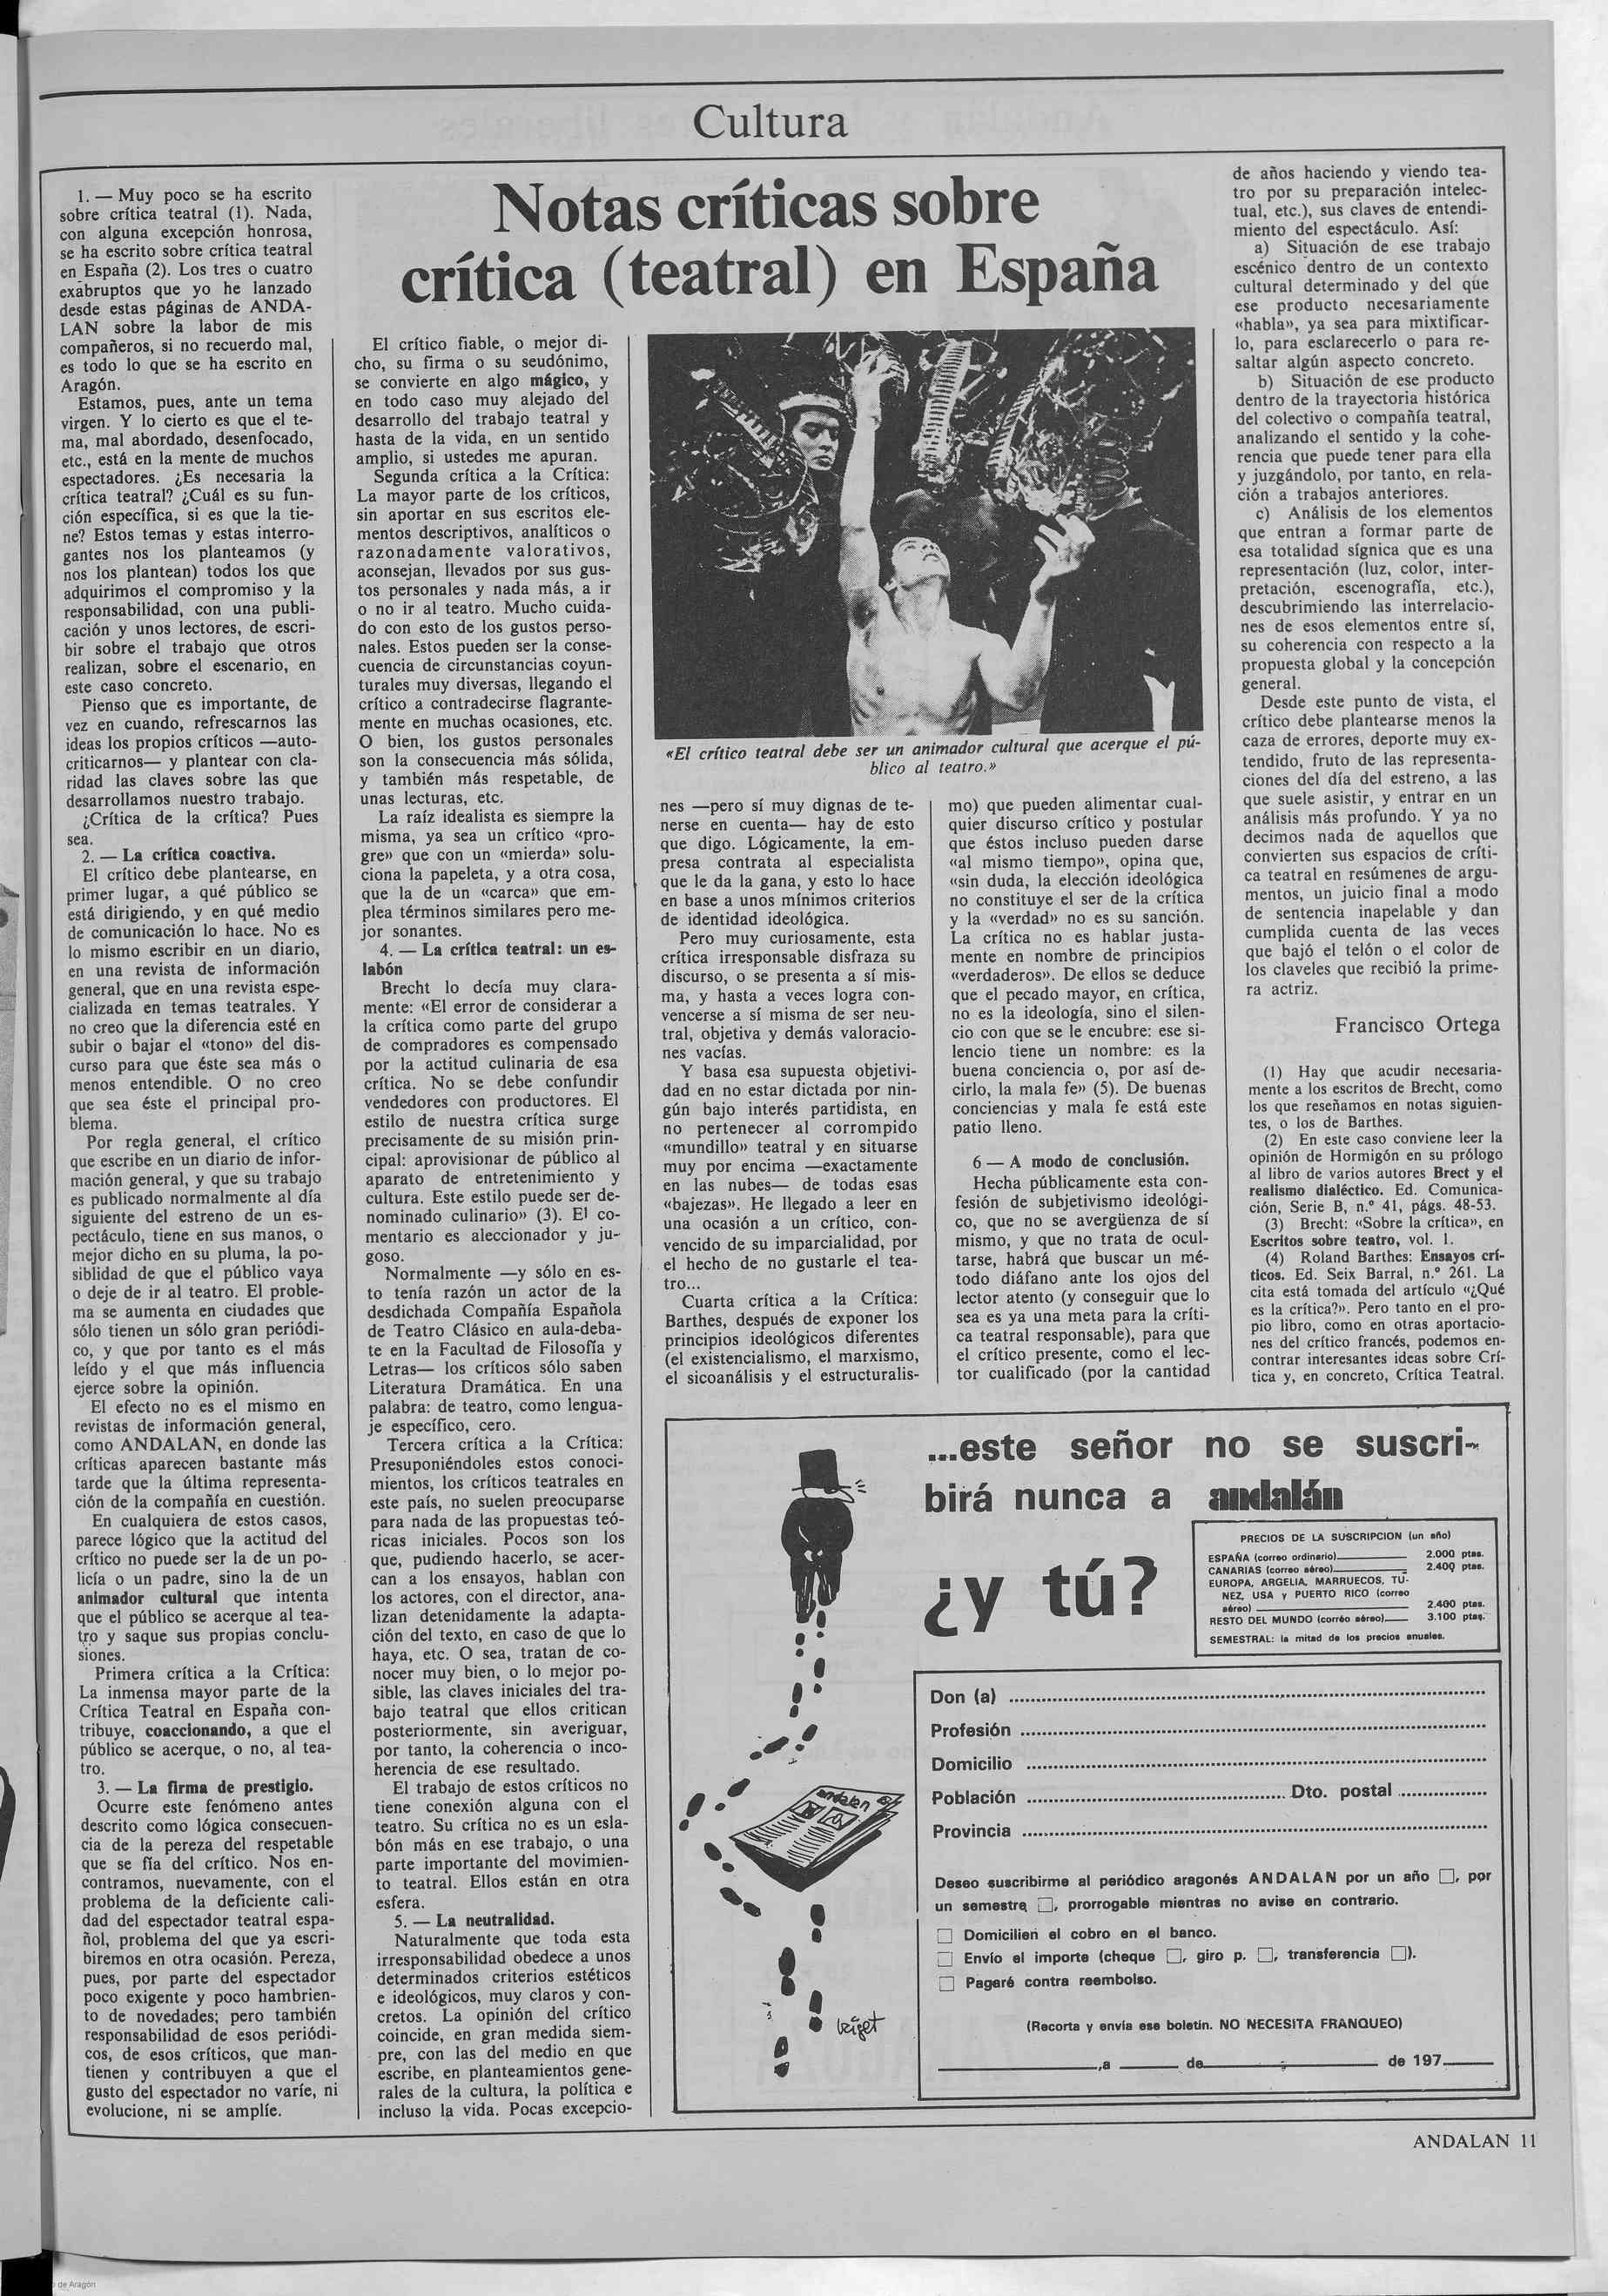 Cultura
Notas críticas sobre
crítica (teatral) en España
1. — Muy poco se ha escrito
sobre crítica teatral (1). Nada,
con alguna excepción honrosa,
se ha escrito sobre crítica teatral
en España (2). Los tres o cuatro
exabruptos que yo he lanzado
desde estas páginas de ANDA-
LAN sobre la labor de mis
compañeros, si no recuerdo mal,
es todo lo que se ha escrito en
Aragón.
Estamos, pues, ante un tema
virgen. Y lo cierto es que el te-
ma, mal abordado, desenfocado,
etc., está en la mente de muchos
espectadores. ¿Es necesaria la
crítica teatral? ¿Cuál es su fun-
ción específica, si es que la tie-
ne? Estos temas y estas interro-
gantes nos los planteamos (y
nos los plantean) todos los que
adquirimos el compromiso y la
responsabilidad, con una publi-
cación y unos lectores, de escri-
bir sobre el trabajo que otros
realizan, sobre el escenario, en
este caso concreto.
Pienso que es importante, de
vez en cuando, refrescarnos las
ideas los propios críticos —auto-
criticarnos— y plantear con cla-
ridad las claves sobre las que
desarrollamos nuestro trabajo.
¿Crítica de la crítica? Pues
sea.
2. — La crítica coactiva.
El crítico debe plantearse, en
primer lugar, a qué público se
está dirigiendo, y en qué medio
de comunicación lo hace. No es
lo mismo escribir en un diario,
en una revista de información
general, que en una revista espe-
cializada en temas teatrales. Y
no creo que la diferencia esté en
subir o bajar el «tono» del dis-
curso para que éste sea más o
menos entendible. O no creo
que sea éste el principal pro-
blema.
Por regla general, el crítico
que escribe en un diario de infor-
mación general, y que su trabajo
es publicado normalmente al día
siguiente del estreno de un es-
pectáculo, tiene en sus manos, o
mejor dicho en su pluma, la po-
siblidad de que el público vaya
o deje de ir al teatro. El proble-
ma se aumenta en ciudades que
sólo tienen un sólo gran periódi-
co, y que por tanto es el más
leído y el que más influencia
ejerce sobre la opinión.
El efecto no es el mismo en
revistas de información general,
como ANDALAN, en donde las
críticas aparecen bastante más
tarde que la última representa-
ción de la compañía en cuestión.
En cualquiera de estos casos,
parece lógico que la actitud del
crítico no puede ser la de un po-
licía o un padre, sino la de un
animador cultural que intenta
que el público se acerque al tea-
tro y saque sus propias conclu-
siones.
Primera crítica a la Crítica:
La inmensa mayor parte de la
Crítica Teatral en España con-
tribuye, coaccionando, a que el
público se acerque, o no, al tea-
tro.
3. — La firma de prestigio.
Ocurre este fenómeno antes
descrito como lógica consecuen-
cia de la pereza del respetable
que se fía del crítico. Nos en-
contramos, nuevamente, con el
problema de la deficiente cali-
dad del espectador teatral espa-
ñol, problema del que ya escri-
biremos en otra ocasión. Pereza,
pues, por parte del espectador
poco exigente y poco hambrien-
to de novedades; pero también
responsabilidad de esos periódi-
cos, de esos críticos, que man-
tienen y contribuyen a que el
gusto del espectador no varíe, ni
evolucione, ni se amplíe.
El crítico fiable, o mejor di-
cho, su firma o su seudónimo,
se convierte en algo mágico, y
en todo caso muy alejado del
desarrollo del trabajo teatral y
hasta de la vida, en un sentido
amplio, si ustedes me apuran.
Segunda crítica a la Crítica:
La mayor parte de los críticos,
sin aportar en sus escritos ele-
mentos descriptivos, analíticos o
razonadamente valorativos,
aconsejan, llevados por sus gus-
tos personales y nada más, a ir
o no ir al teatro. Mucho cuida-
do con esto de los gustos perso-
nales. Estos pueden ser la conse-
cuencia de circunstancias coyun-
turales muy diversas, llegando el
crítico a contradecirse flagrante-
mente en muchas ocasiones, etc.
O bien, los gustos personales
son la consecuencia más sólida,
y también más respetable, de
unas lecturas, etc.
La raíz idealista es siempre la
misma, ya sea un crítico «pro-
gre» que con un «mierda» solu-
ciona la papeleta, y a otra cosa,
que la de un «carca» que em-
plea términos similares pero me-
jor sonantes.
4. — La crítica teatral: un es-
labón
Brecht lo decía muy clara-
mente: «El error de considerar a
la crítica como parte del grupo
de compradores es compensado
por la actitud culinaria de esa
crítica. No se debe confundir
vendedores con productores. El
estilo de nuestra crítica surge
precisamente de su misión prin-
cipal: aprovisionar de público al
aparato de entretenimiento y
cultura. Este estilo puede ser de-
nominado culinario» (3). El co-
mentario es aleccionador y ju-
goso.
Normalmente —y sólo en es-
to tenía razón un actor de la
desdichada Compañía Española
de Teatro Clásico en aula-deba-
te en la Facultad de Filosofía y
Letras— los críticos sólo saben
Literatura Dramática. En una
palabra: de teatro, como lengua-
je específico, cero.
Tercera crítica a la Crítica:
Presuponiéndoles estos conoci-
mientos, los críticos teatrales en
este país, no suelen preocuparse
para nada de las propuestas teó-
ricas iniciales. Pocos son los
que, pudiendo hacerlo, se acer-
can a los ensayos, hablan con
los actores, con el director, ana-
lizan detenidamente la adapta-
ción del texto, en caso de que lo
haya, etc. O sea, tratan de co-
nocer muy bien, o lo mejor po-
sible, las claves iniciales del tra-
bajo teatral que ellos critican
posteriormente, sin averiguar,
por tanto, la coherencia o inco-
herencia de ese resultado.
El trabajo de estos críticos no
tiene conexión alguna con el
teatro. Su crítica no es un esla-
bón más en ese trabajo, o una
parte importante del movimien-
to teatral. Ellos están en otra
esfera.
5. — La neutralidad.
Naturalmente que toda esta
irresponsabilidad obedece a unos
determinados criterios estéticos
e ideológicos, muy claros y con-
cretos. La opinión del crítico
coincide, en gran medida siem-
pre, con las del medio en que
escribe, en planteamientos gene-
rales de la cultura, la política e
incluso la vida. Pocas excepcio-
«El crítico teatral debe ser un animador cultural que acerque el pú-
blico al teatro.»
nes —pero sí muy dignas de te-
nerse en cuenta— hay de esto
que digo. Lógicamente, la em-
presa contrata al especialista
que le da la gana, y esto lo hace
en base a unos mínimos criterios
de identidad ideológica.
Pero muy curiosamente, esta
crítica irresponsable disfraza su
discurso, o se presenta a sí mis-
ma, y hasta a veces logra con-
vencerse a sí misma de ser neu-
tral, objetiva y demás valoracio-
nes vacías.
Y basa esa supuesta objetivi-
dad en no estar dictada por nin-
gún bajo interés partidista, en
no pertenecer al corrompido
«mundillo» teatral y en situarse
muy por encima —exactamente
en las nubes— de todas esas
«bajezas». He llegado a leer en
una ocasión a un crítico, con-
vencido de su imparcialidad, por
el hecho de no gustarle el tea-
tro...
Cuarta crítica a la Crítica:
Barthes, después de exponer los
principios ideológicos diferentes
(el existencialismo, el marxismo,
el sicoanálisis y el estructuralis-
mo) que pueden alimentar cual-
quier discurso crítico y postular
que éstos incluso pueden darse
«al mismo tiempo», opina que,
«sin duda, la elección ideológica
no constituye el ser de la crítica
y la «verdad» no es su sanción.
La crítica no es hablar justa-
mente en nombre de principios
«verdaderos». De ellos se deduce
que el pecado mayor, en crítica,
no es la ideología, sino el silen-
cio con que se le encubre: ese si-
lencio tiene un nombre: es la
buena conciencia o, por así de-
cirlo, la mala fe» (5). De buenas
conciencias y mala fe está este
patio lleno.
6 — A modo de conclusión.
Hecha públicamente esta con-
fesión de subjetivismo ideológi-
co, que no se avergüenza de sí
mismo, y que no trata de ocul-
tarse, habrá que buscar un mé-
todo diáfano ante los ojos del
lector atento (y conseguir que lo
sea es ya una meta para la críti-
ca teatral responsable), para que
el crítico presente, como el lec-
tor cualificado (por la cantidad
de años haciendo y viendo tea-
tro por su preparación intelec-
tual, etc.), sus claves de entendi-
miento del espectáculo. Así:
a) Situación de ese trabajo
escénico dentro de un contexto
cultural determinado y del que
ese producto necesariamente
«habla», ya sea para mixtificar-
lo, para esclarecerlo o para re-
saltar algún aspecto concreto.
b) Situación de ese producto
dentro de la trayectoria histórica
del colectivo o compañía teatral,
analizando el sentido y la cohe-
rencia que puede tener para ella
y juzgándolo, por tanto, en rela-
ción a trabajos anteriores.
c) Análisis de los elementos
que entran a formar parte de
esa totalidad sígnica que es una
representación (luz, color, inter-
pretación, escenografía, etc.),
descubrimiendo las interrelacio-
nes de esos elementos entre sí,
su coherencia con respecto a la
propuesta global y la concepción
general.
Desde este punto de vista, el
crítico debe plantearse menos la
caza de errores, deporte muy ex-
tendido, fruto de las representa-
ciones del día del estreno, a las
que suele asistir, y entrar en un
análisis más profundo. Y ya no
decimos nada de aquellos que
convierten sus espacios de críti-
ca teatral en resúmenes de argu-
mentos, un juicio final a modo
de sentencia inapelable y dan
cumplida cuenta de las veces
que bajó el telón o el color de
los claveles que recibió la prime-
ra actriz.
Francisco Ortega
(1) Hay que acudir necesaria-
mente a los escritos de Brecht, como
los que reseñamos en notas siguien-
tes, o los de Barthes.
(2) En este caso conviene leer la
opinión de Hormigón en su prólogo
al libro de varios autores Brect y el
realismo dialéctico. Ed. Comunica-
ción, Serie B, n.º 41, págs. 48-53.
(3) Brecht: «Sobre la crítica», en
Escritos sobre teatro, vol. 1.
(4) Roland Barthes: Ensayos crí-
ticos. Ed. Seix Barral, n.º 261. La
cita está tomada del artículo «¿Qué
es la crítica?». Pero tanto en el pro-
pio libro, como en otras aportacio-
nes del crítico francés, podemos en-
contrar interesantes ideas sobre Crí-
tica y, en concreto, Crítica Teatral.
...este señor no se suscri-
birá nunca a andalán
¿y tú?
PRECIOS DE LA SUSCRIPCION (un año)
ESPAÑA (correo ordinario) 2.000 ptas.
CANARIAS (correo aéreo) 2.400 ptas.
EUROPA, ARGELIA, MARRUECOS, TU-
NEZ, USA y PUERTO RICO (correo
aéreo) 2.400 ptas.
RESTO DEL MUNDO (corréo aéreo) 3.100 ptas.
SEMESTRAL: la mitad de los precios anuales.
andalan
Don (a)
Profesión
Domicilio
Población Dto. postal
Provincia
Deseo suscribirme al periódico aragonés ANDALAN por un año □, por
un semestre □, prorrogable mientras no avise en contrario.
□ Domicilien el cobro en el banco.
□ Envío el importe (cheque □, giro p. □, transferencia □).
□ Pagaré contra reembolso.
(Recorta y envía ese boletín. NO NECESITA FRANQUEO)
,a de de 197
ANDALAN 11
de Aragón